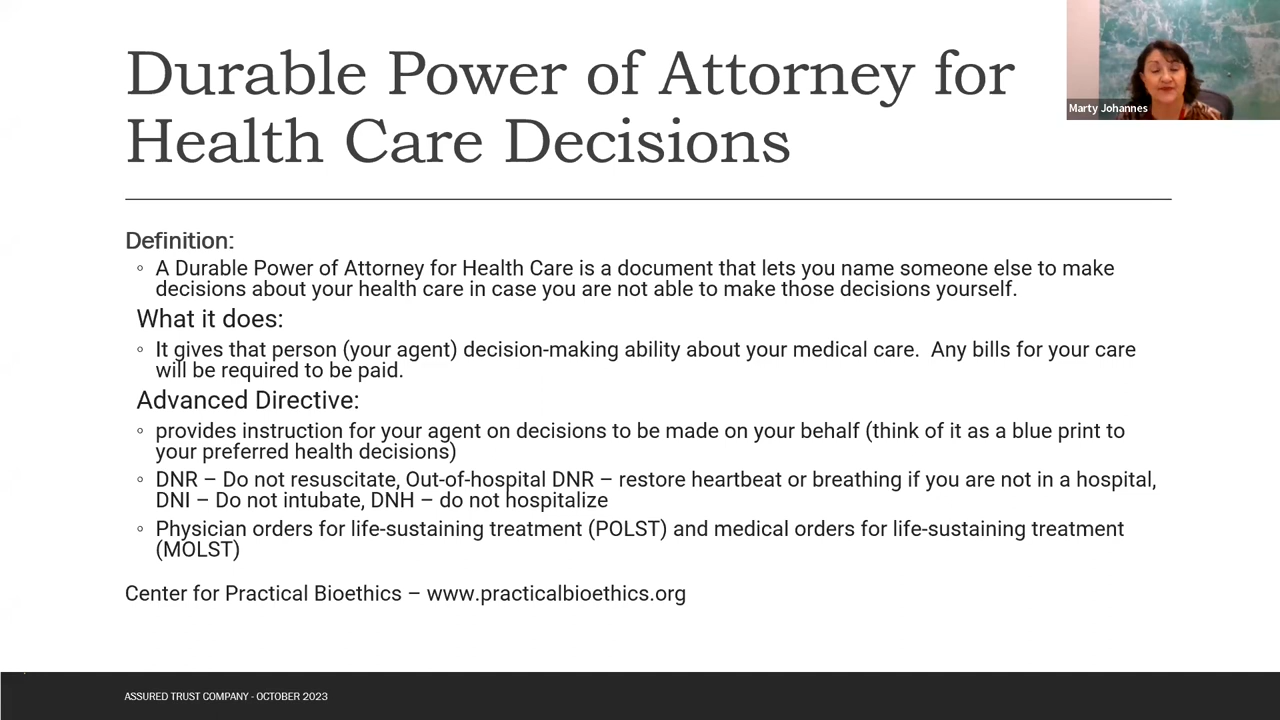 Durable Power of Attorney for
Health Care Decisions
Marty Johannes
Definition:
◦ A Durable Power of Attorney for Health Care is a document that lets you name someone else to make
decisions about your health care in case you are not able to make those decisions yourself.
What it does:
◦ It gives that person (your agent) decision-making ability about your medical care.  Any bills for your care
will be required to be paid.
Advanced Directive:
◦ provides instruction for your agent on decisions to be made on your behalf (think of it as a blue print to
your preferred health decisions)
◦ DNR – Do not resuscitate, Out-of-hospital DNR – restore heartbeat or breathing if you are not in a hospital,
DNI – Do not intubate, DNH – do not hospitalize
◦ Physician orders for life-sustaining treatment (POLST) and medical orders for life-sustaining treatment
(MOLST)
Center for Practical Bioethics – www.practicalbioethics.org
ASSURED TRUST COMPANY - OCTOBER 2023